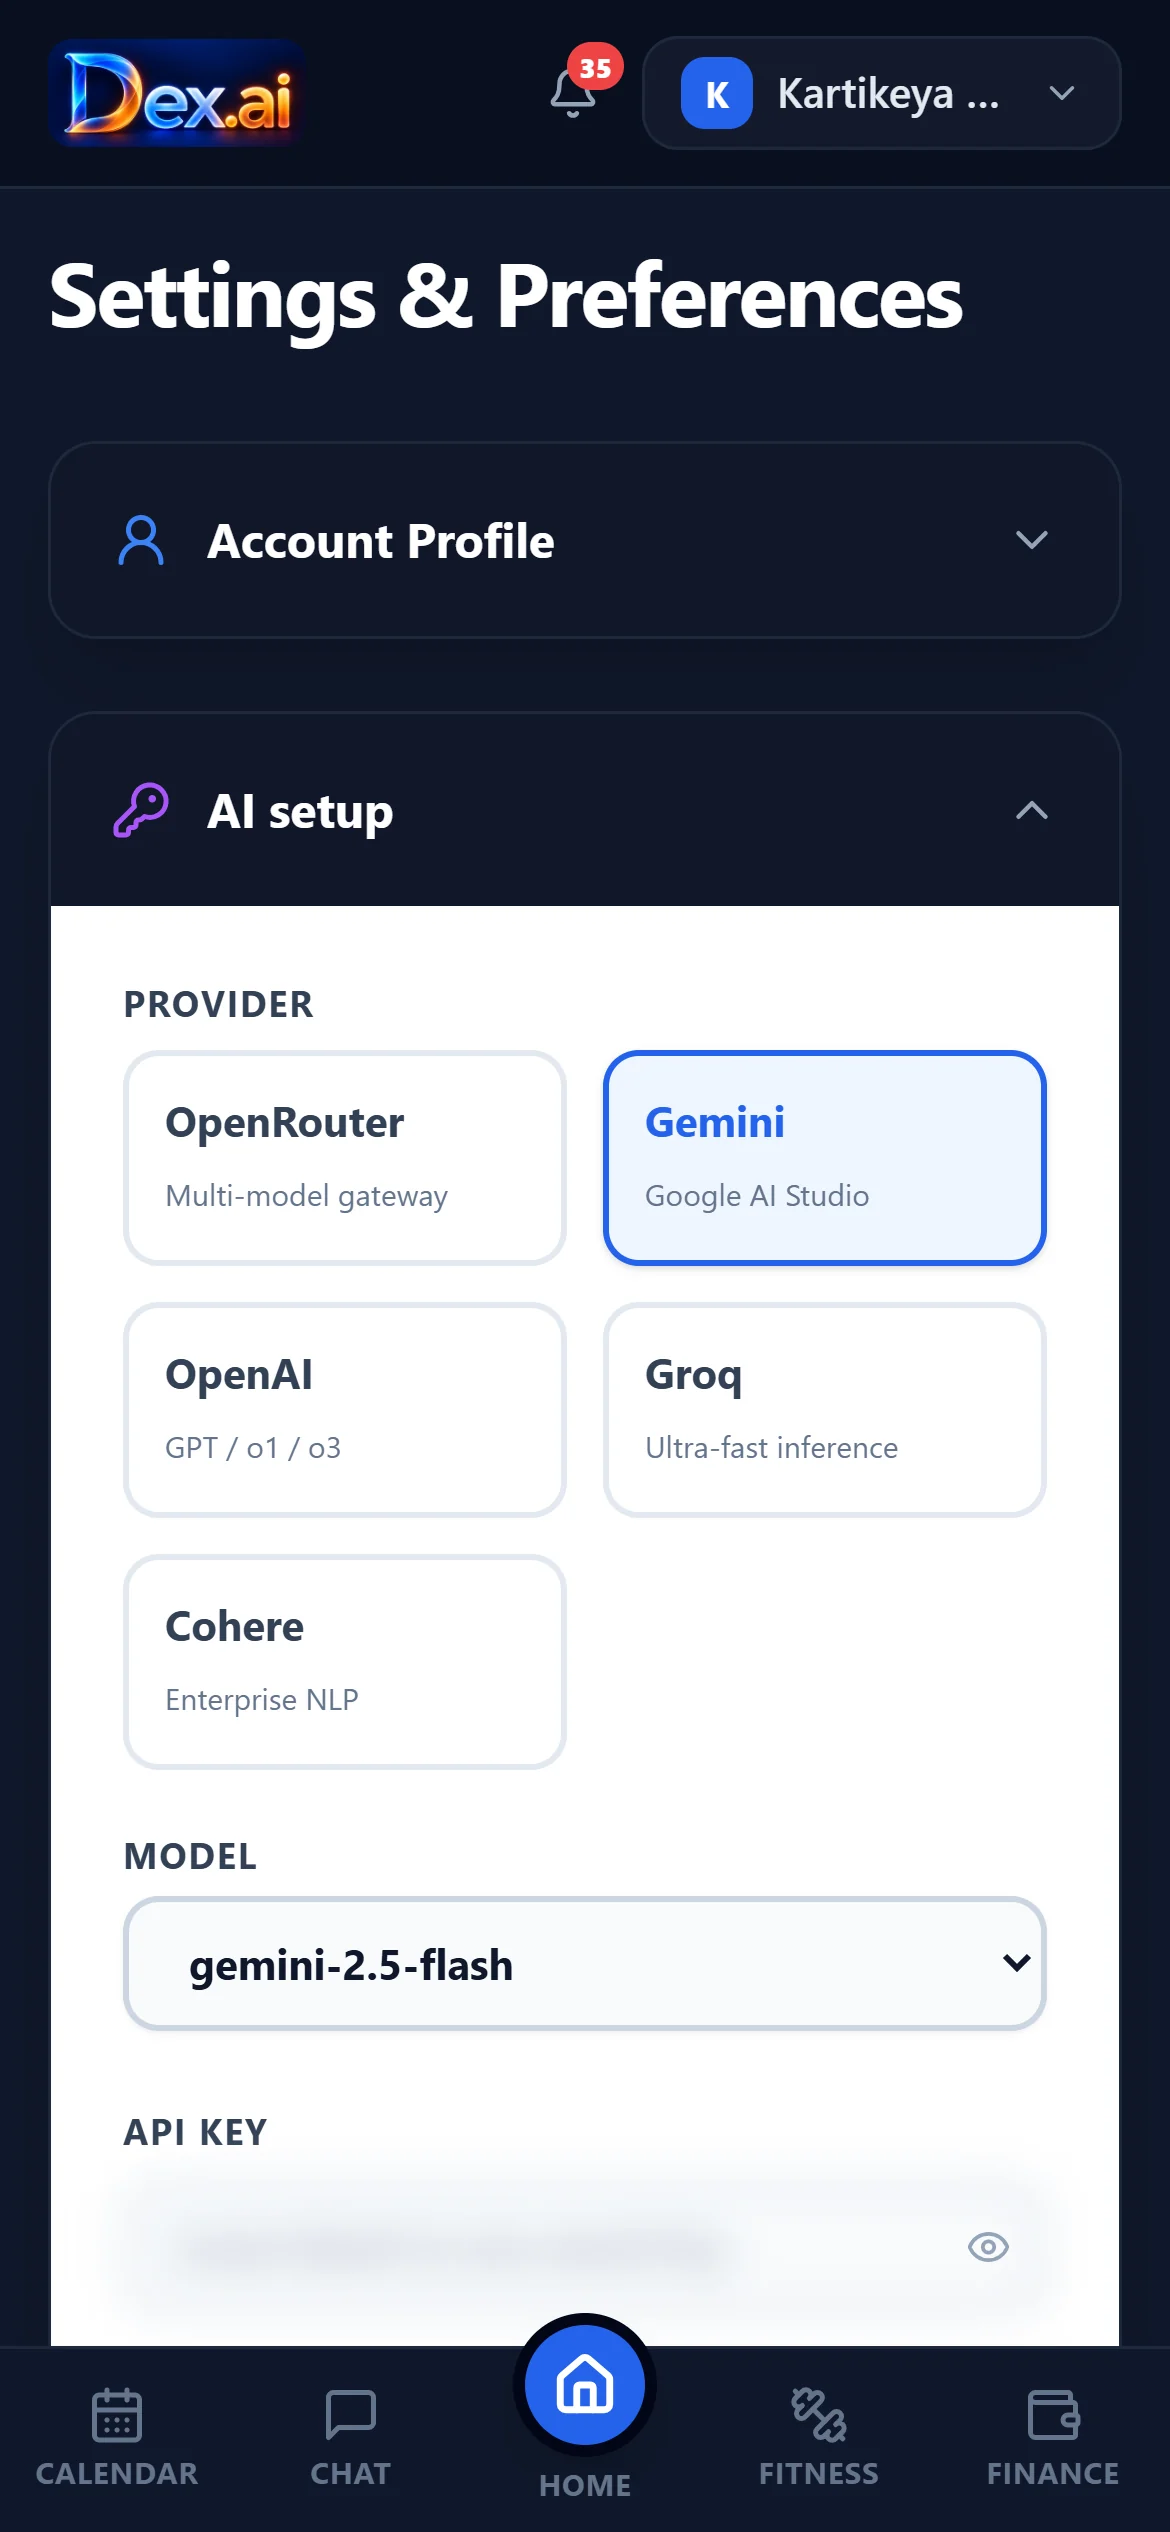 Dex.ai
35
K
Kartikeya ...
Settings & Preferences
Account Profile
AI setup
PROVIDER
OpenRouter
Multi-model gateway
Gemini
Google AI Studio
OpenAI
GPT / o1 / o3
Groq
Ultra-fast inference
Cohere
Enterprise NLP
MODEL
gemini-2.5-flash
API KEY
CALENDAR
CHAT
HOME
FITNESS
FINANCE